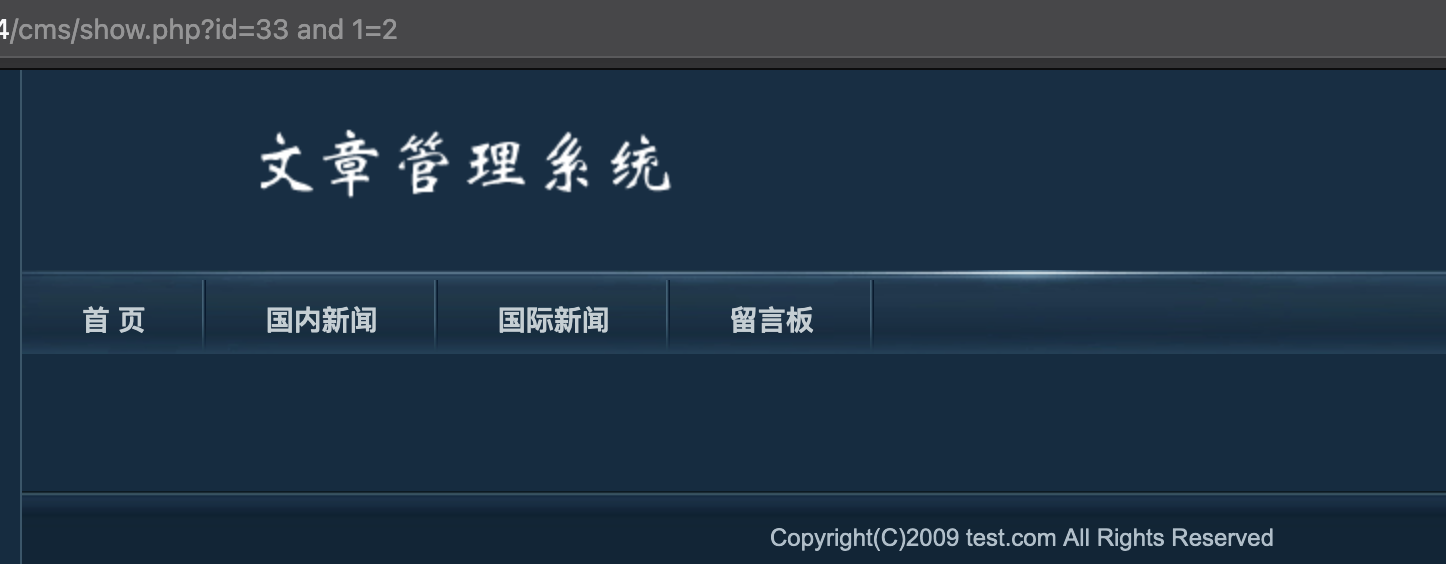 4/cms/show.php?id=33 and 1=2
文章管理系统
首 页 国内新闻 国际新闻 留言板
Copyright(C)2009 test.com All Rights Reserved